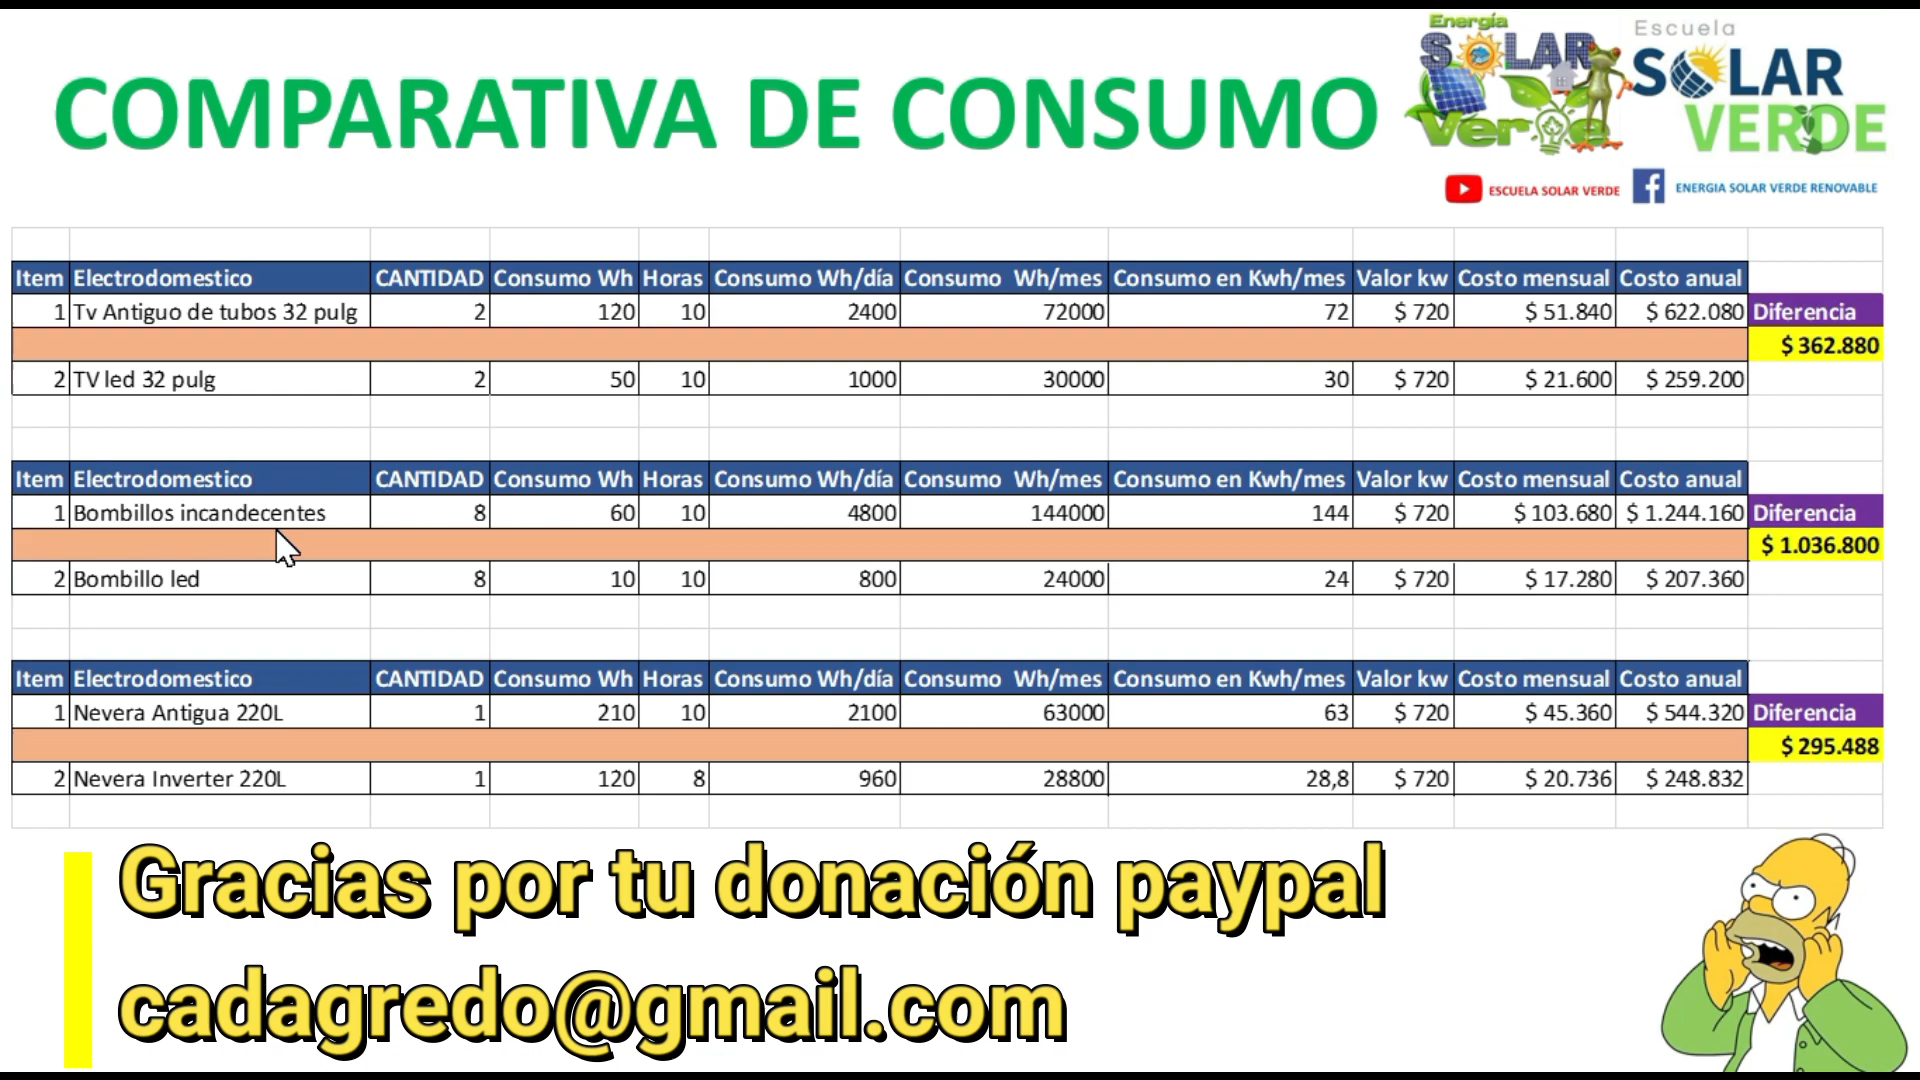 COMPARATIVA DE CONSUMO
Energía
SOLAR
Verde
Escuela
SOLAR
VERDE
ESCUELA SOLAR VERDE
ENERGIA SOLAR VERDE RENOVABLE
Item Electrodomestico CANTIDAD Consumo Wh Horas Consumo Wh/día Consumo Wh/mes Consumo en Kwh/mes Valor kw Costo mensual Costo anual
1 Tv Antiguo de tubos 32 pulg 2 120 10 2400 72000 72 $ 720 $ 51.840 $ 622.080 Diferencia
$ 362.880
2 TV led 32 pulg 2 50 10 1000 30000 30 $ 720 $ 21.600 $ 259.200
Item Electrodomestico CANTIDAD Consumo Wh Horas Consumo Wh/día Consumo Wh/mes Consumo en Kwh/mes Valor kw Costo mensual Costo anual
1 Bombillos incandecentes 8 60 10 4800 144000 144 $ 720 $ 103.680 $ 1.244.160 Diferencia
$ 1.036.800
2 Bombillo led 8 10 10 800 24000 24 $ 720 $ 17.280 $ 207.360
Item Electrodomestico CANTIDAD Consumo Wh Horas Consumo Wh/día Consumo Wh/mes Consumo en Kwh/mes Valor kw Costo mensual Costo anual
1 Nevera Antigua 220L 1 210 10 2100 63000 63 $ 720 $ 45.360 $ 544.320 Diferencia
$ 295.488
2 Nevera Inverter 220L 1 120 8 960 28800 28,8 $ 720 $ 20.736 $ 248.832
Gracias por tu donación paypal
cadagredo@gmail.com